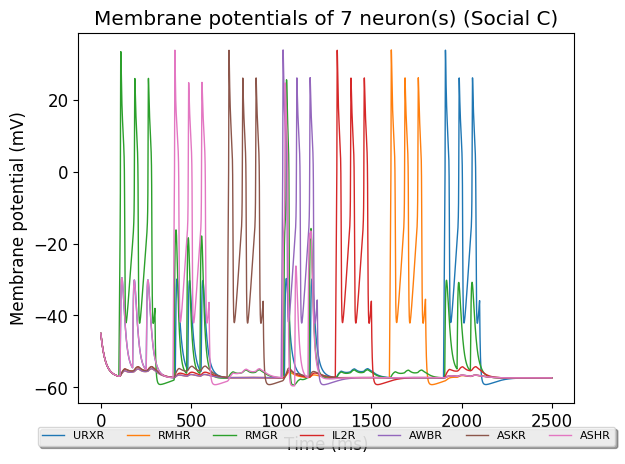 Membrane potentials of 7 neuron(s) (Social C)
Membrane potential (mV)
20
0
−20
−40
−60
0 500 1000 1500 2000 2500
Time (ms)
URXR RMHR RMGR IL2R AWBR ASKR ASHR